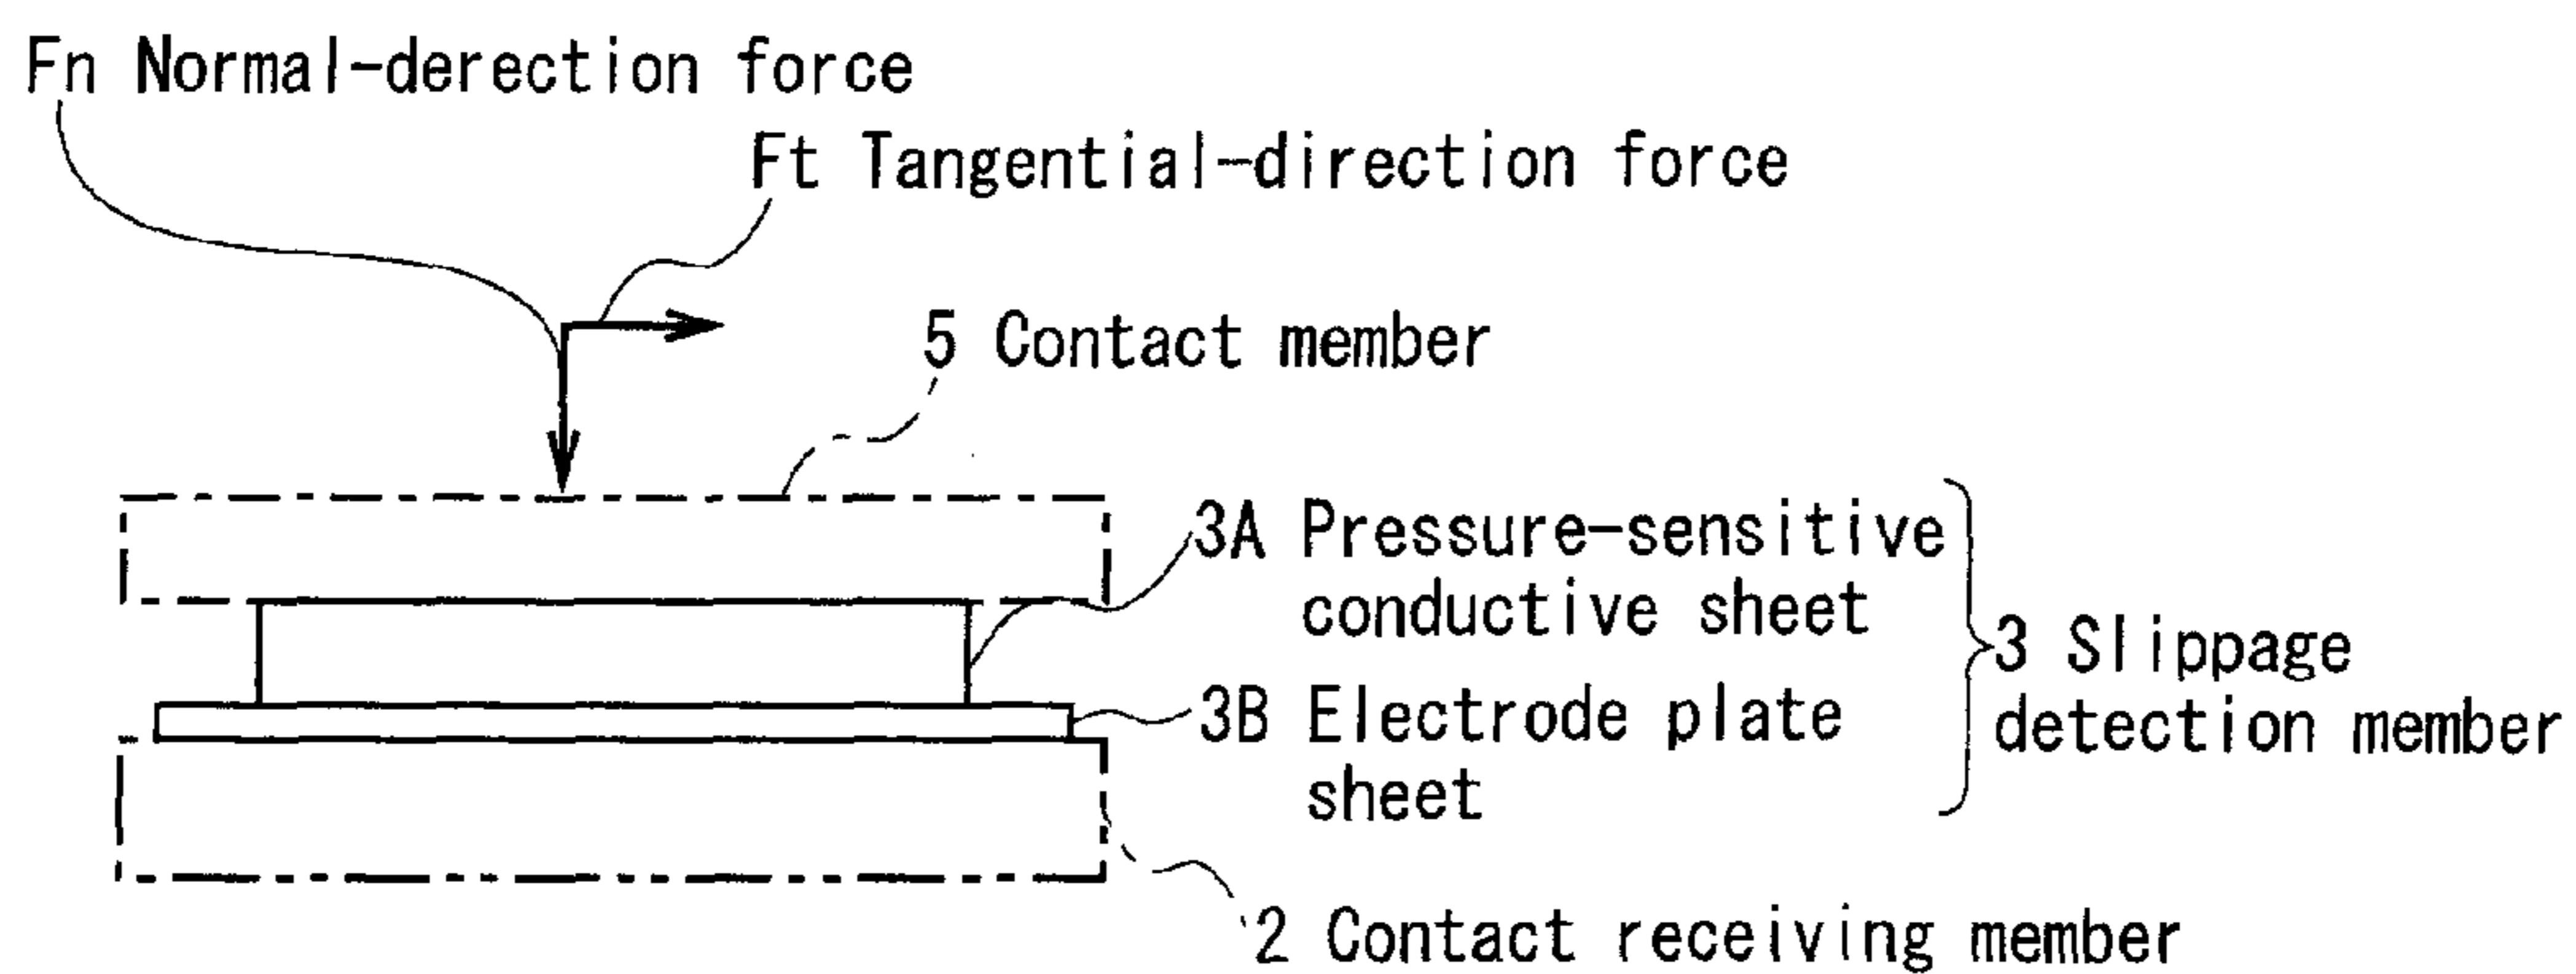 Fn Normal-derection force
Ft Tangential-direction force
5 Contact member
3A Pressure-sensitive
conductive sheet
3 Slippage
detection member
3B Electrode plate
sheet
2 Contact receiving member